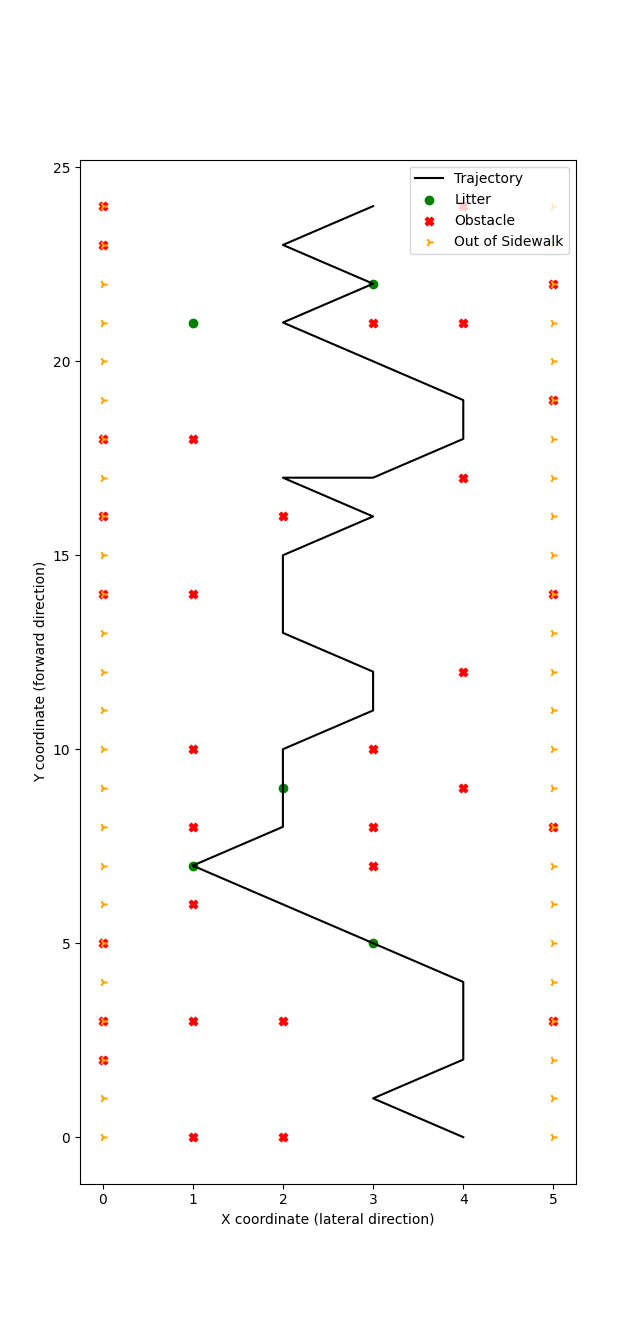 25
Trajectory
Litter
Obstacle
Out of Sidewalk
20
15
10
5
0
Y coordinate (forward direction)
0 1 2 3 4 5
X coordinate (lateral direction)